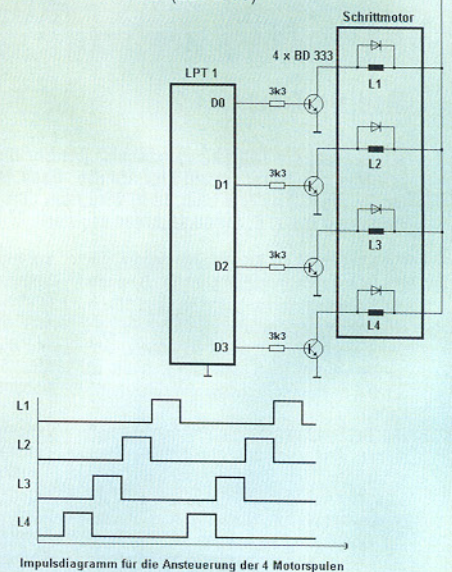 Schrittmotor
4 x BD 333
LPT 1
D0
3k3
L1
D1
3k3
L2
D2
3k3
L3
D3
3k3
L4
L1
L2
L3
L4
Impulsdiagramm für die Ansteuerung der 4 Motorspulen